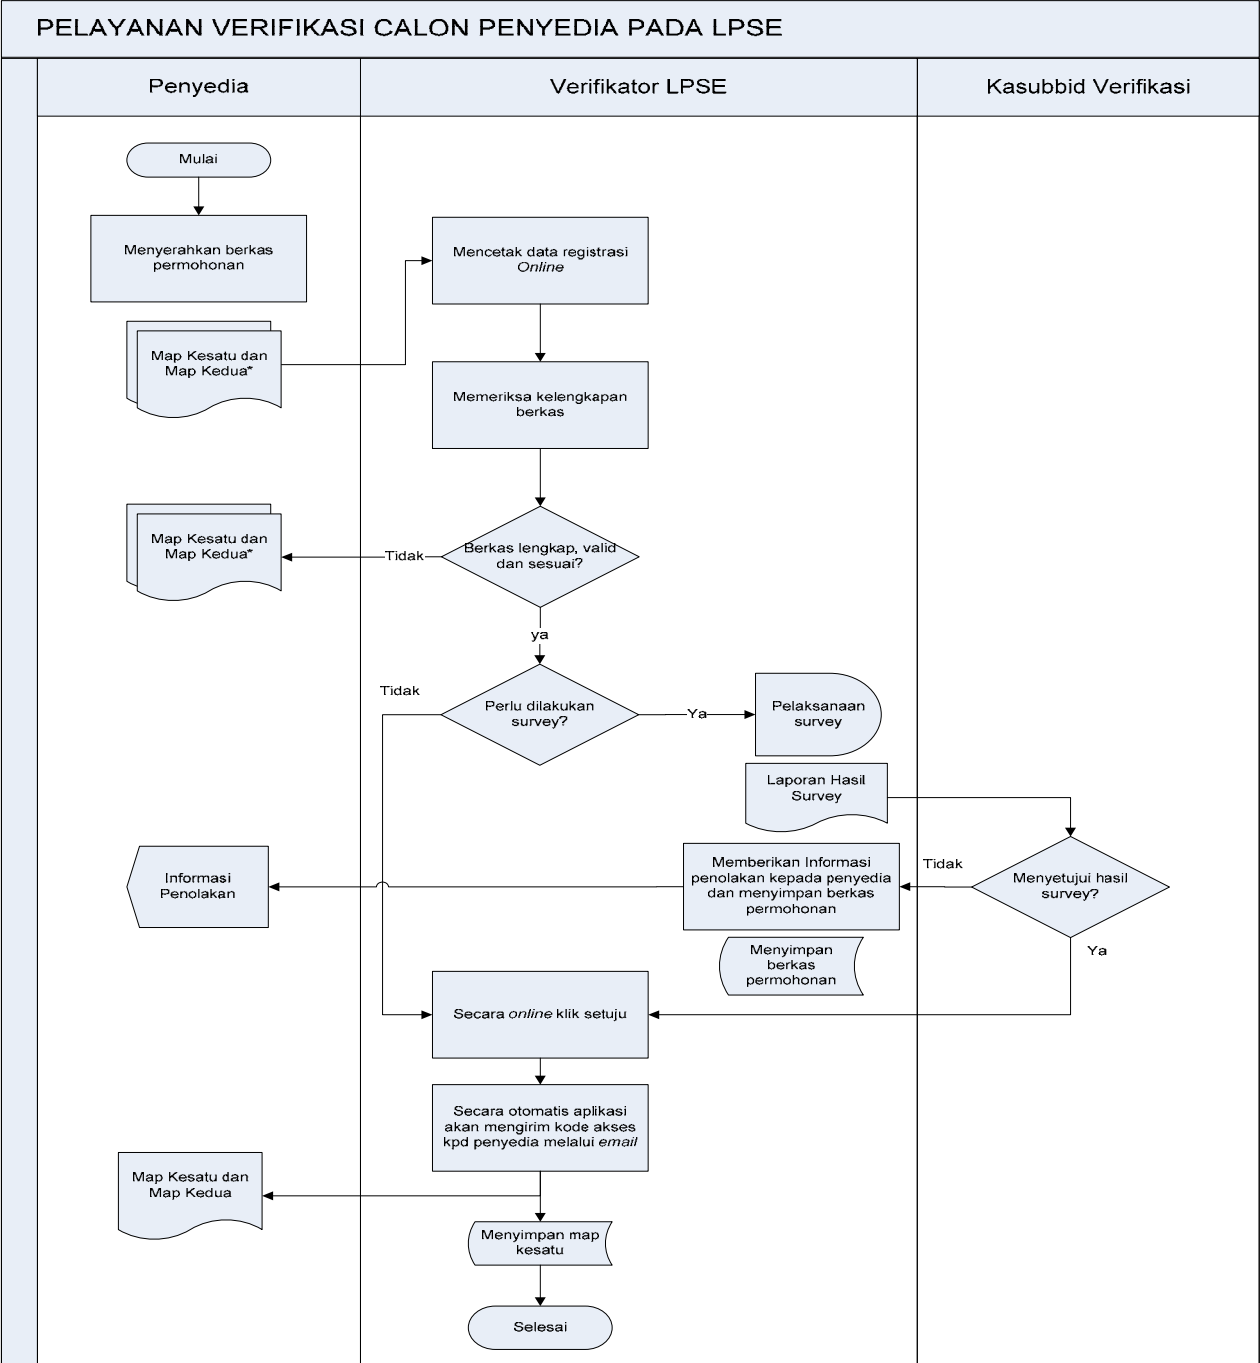 PELAYANAN VERIFIKASI CALON PENYEDIA PADA LPSE
Penyedia
Verifikator LPSE
Kasubbid Verifikasi
Mulai
Menyerahkan berkas
permohonan
Mencetak data registrasi
Online
Map Kesatu dan
Map Kedua*
Memeriksa kelengkapan
berkas
Map Kesatu dan
Map Kedua*
Tidak
Berkas lengkap, valid
dan sesuai?
ya
Tidak
Perlu dilakukan
survey?
Ya
Pelaksanaan
survey
Laporan Hasil
Survey
Informasi
Penolakan
Memberikan Informasi
penolakan kepada penyedia
dan menyimpan berkas
permohonan
Tidak
Menyetujui hasil
survey?
Ya
Menyimpan
berkas
permohonan
Secara online klik setuju
Secara otomatis aplikasi
akan mengirim kode akses
kpd penyedia melalui email
Map Kesatu dan
Map Kedua
Menyimpan map
kesatu
Selesai